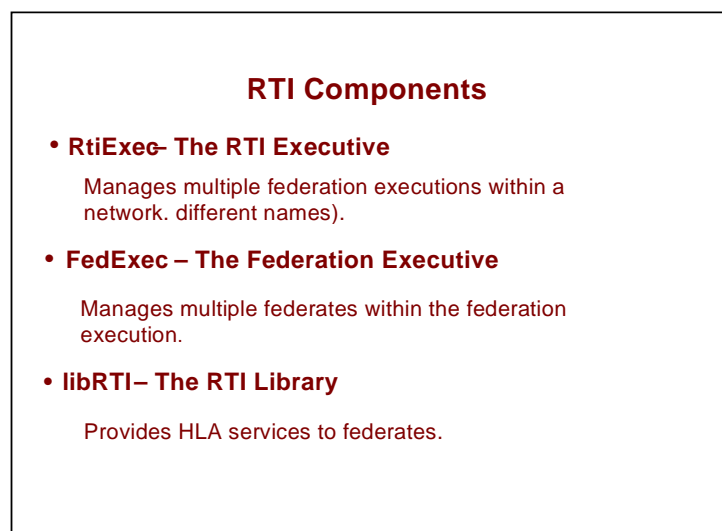 RTI Components
• RtiExec– The RTI Executive
Manages multiple federation executions within a
network. different names).
• FedExec – The Federation Executive
Manages multiple federates within the federation
execution.
• libRTI– The RTI Library
Provides HLA services to federates.